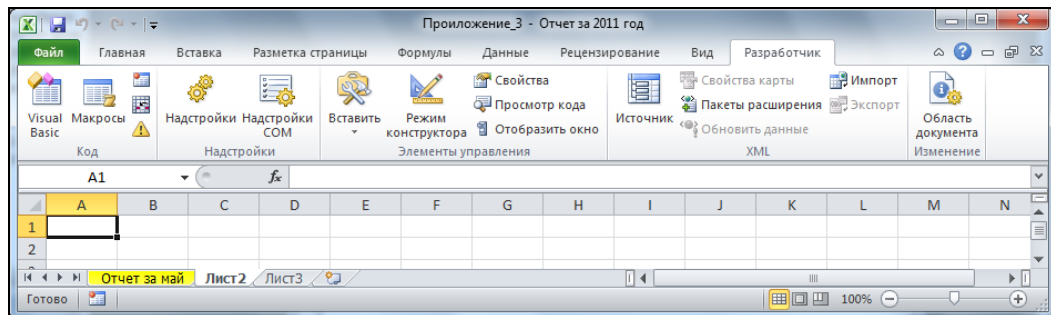 Проиложение_3 - Отчет за 2011 год
Файл Главная Вставка Разметка страницы Формулы Данные Рецензирование Вид Разработчик
Visual Basic
Макросы
Код
Надстройки
Надстройки COM
Надстройки
Вставить
Режим конструктора
Свойства
Просмотр кода
Отобразить окно
Элементы управления
Источник
Свойства карты
Пакеты расширения
Обновить данные
Импорт
Экспорт
XML
Область документа
Изменение
A1 fx
A B C D E F G H I J K L M N
1
2
Отчет за май Лист2 Лист3
Готово 100%